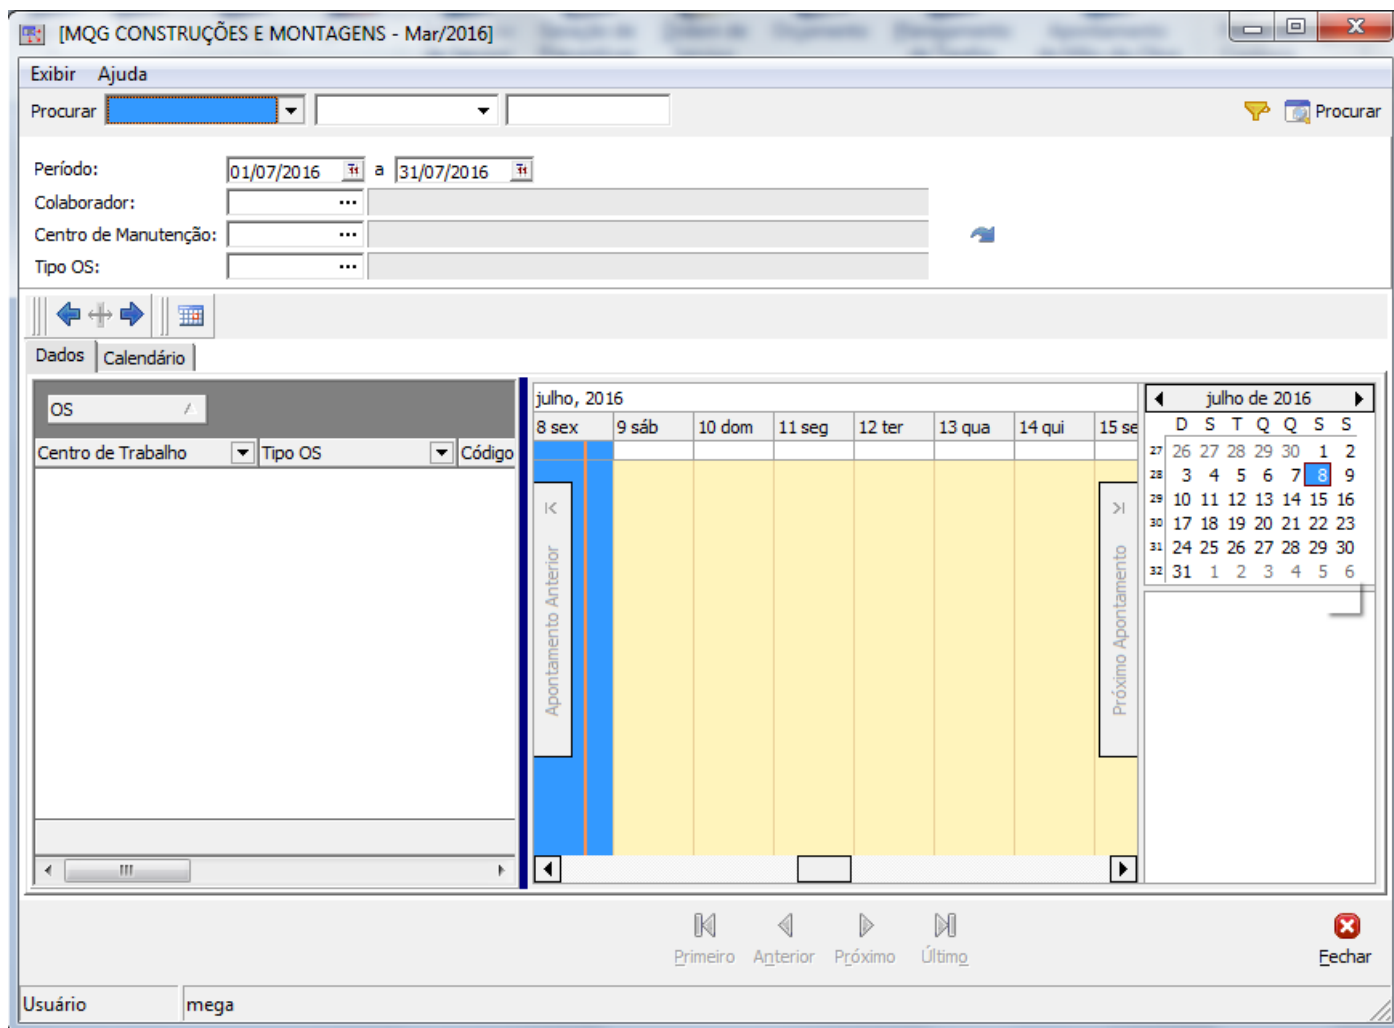 [MQG CONSTRUÇÕES E MONTAGENS - Mar/2016]
Exibir Ajuda
Procurar
Procurar
Período: 01/07/2016 a 31/07/2016
Colaborador: ...
Centro de Manutenção: ...
Tipo OS: ...
Dados Calendário
OS
Centro de Trabalho Tipo OS Código
julho, 2016
8 sex 9 sáb 10 dom 11 seg 12 ter 13 qua 14 qui 15 se
Apontamento Anterior
Próximo Apontamento
julho de 2016
D S T Q Q S S
27 26 27 28 29 30 1 2
28 3 4 5 6 7 8 9
29 10 11 12 13 14 15 16
30 17 18 19 20 21 22 23
31 24 25 26 27 28 29 30
32 31 1 2 3 4 5 6
Primeiro Anterior Próximo Último
Fechar
Usuário mega